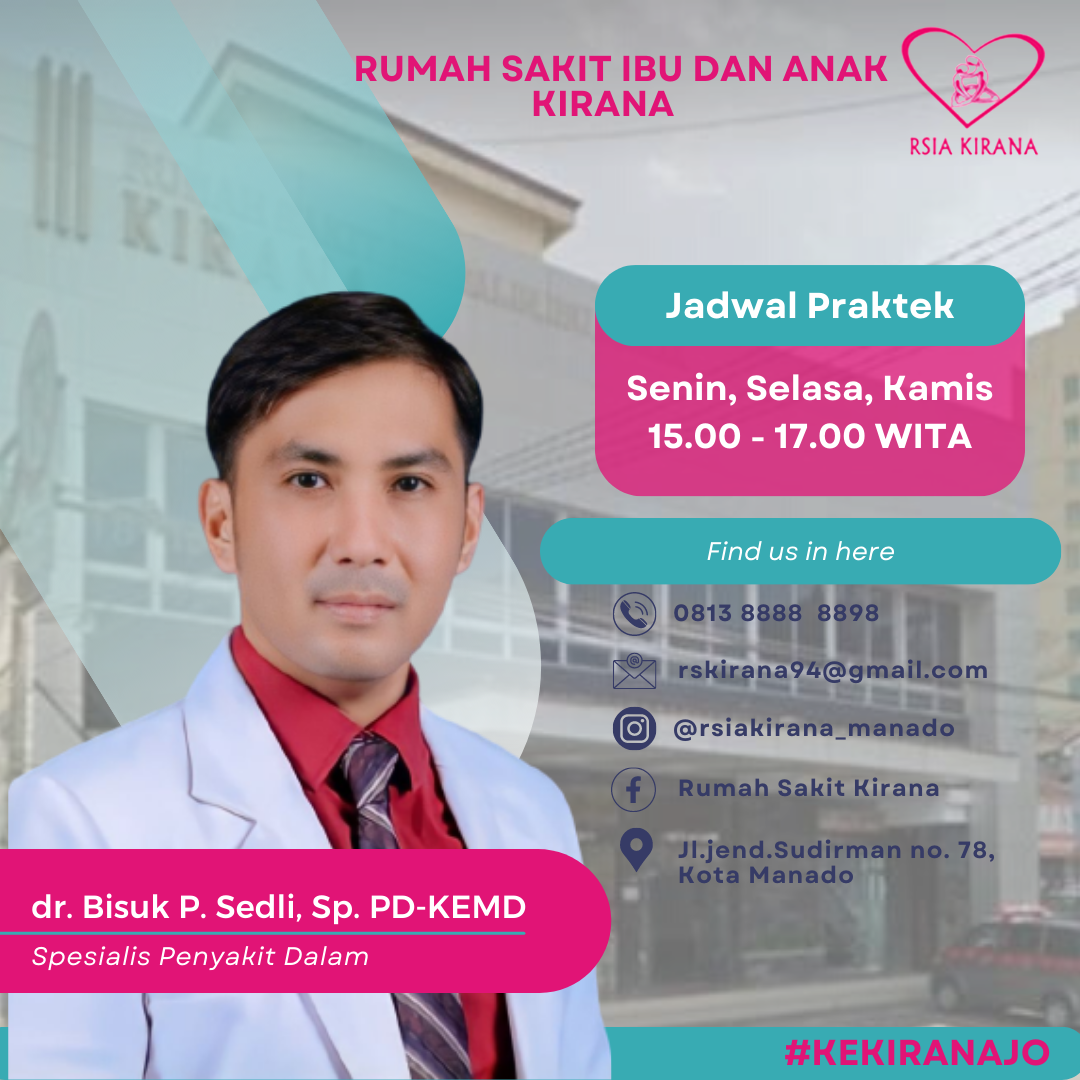 RUMAH SAKIT IBU DAN ANAK
KIRANA
RSIA KIRANA
KIRANA
Jadwal Praktek
Senin, Selasa, Kamis
15.00 - 17.00 WITA
Find us in here
0813 8888 8898
rskirana94@gmail.com
@rsiakirana_manado
Rumah Sakit Kirana
Jl.jend.Sudirman no. 78,
Kota Manado
dr. Bisuk P. Sedli, Sp. PD-KEMD
Spesialis Penyakit Dalam
#KEKIRANAJO